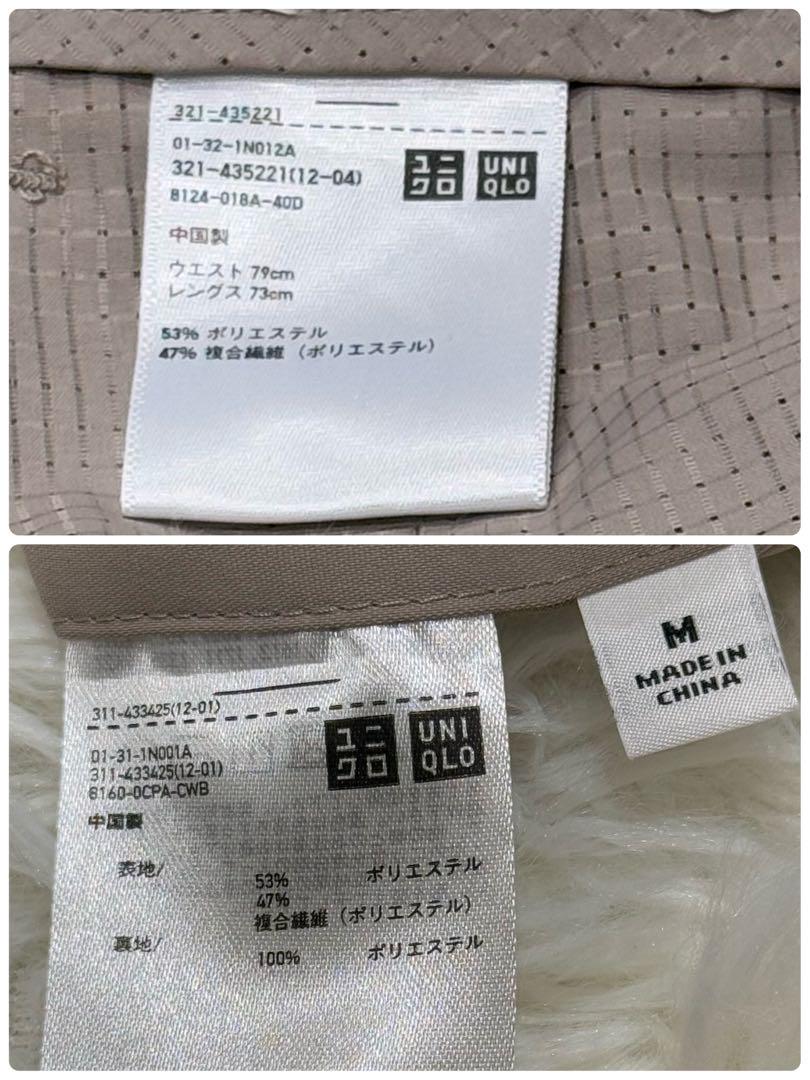 321-435221
01-32-1N012A
321-435221(12-04)
8124-018A-40D
ユニ
クロ
UNI
QLO
中国製
ウエスト 79cm
レングス 73cm
53% ポリエステル
47% 複合繊維 (ポリエステル)
311-433425(12-01)
01-31-1N001A
311-433425(12-01)
8160-0CPA-CWB
ユニ
クロ
UNI
QLO
中国製
表地/
53% ポリエステル
47%
複合繊維 (ポリエステル)
裏地/
100% ポリエステル
M
MADE IN
CHINA